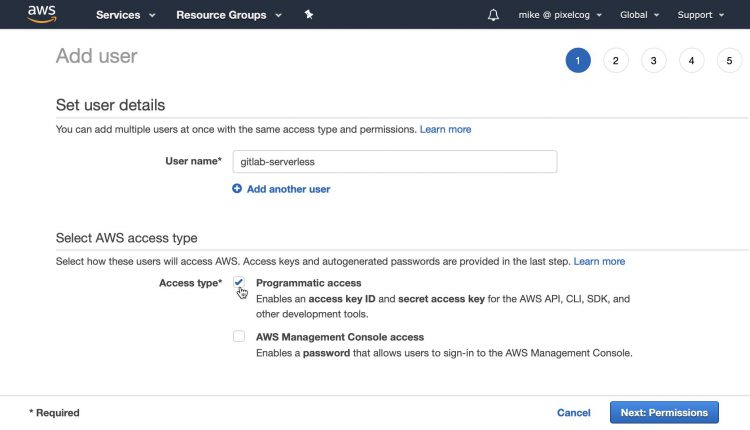 aws Services Resource Groups mike @ pixelcog Global Support
Add user
1 2 3 4 5
Set user details
You can add multiple users at once with the same access type and permissions. Learn more
User name* gitlab-serverless
Add another user
Select AWS access type
Select how these users will access AWS. Access keys and autogenerated passwords are provided in the last step. Learn more
Access type* Programmatic access
Enables an access key ID and secret access key for the AWS API, CLI, SDK, and
other development tools.
AWS Management Console access
Enables a password that allows users to sign-in to the AWS Management Console.
* Required Cancel Next: Permissions